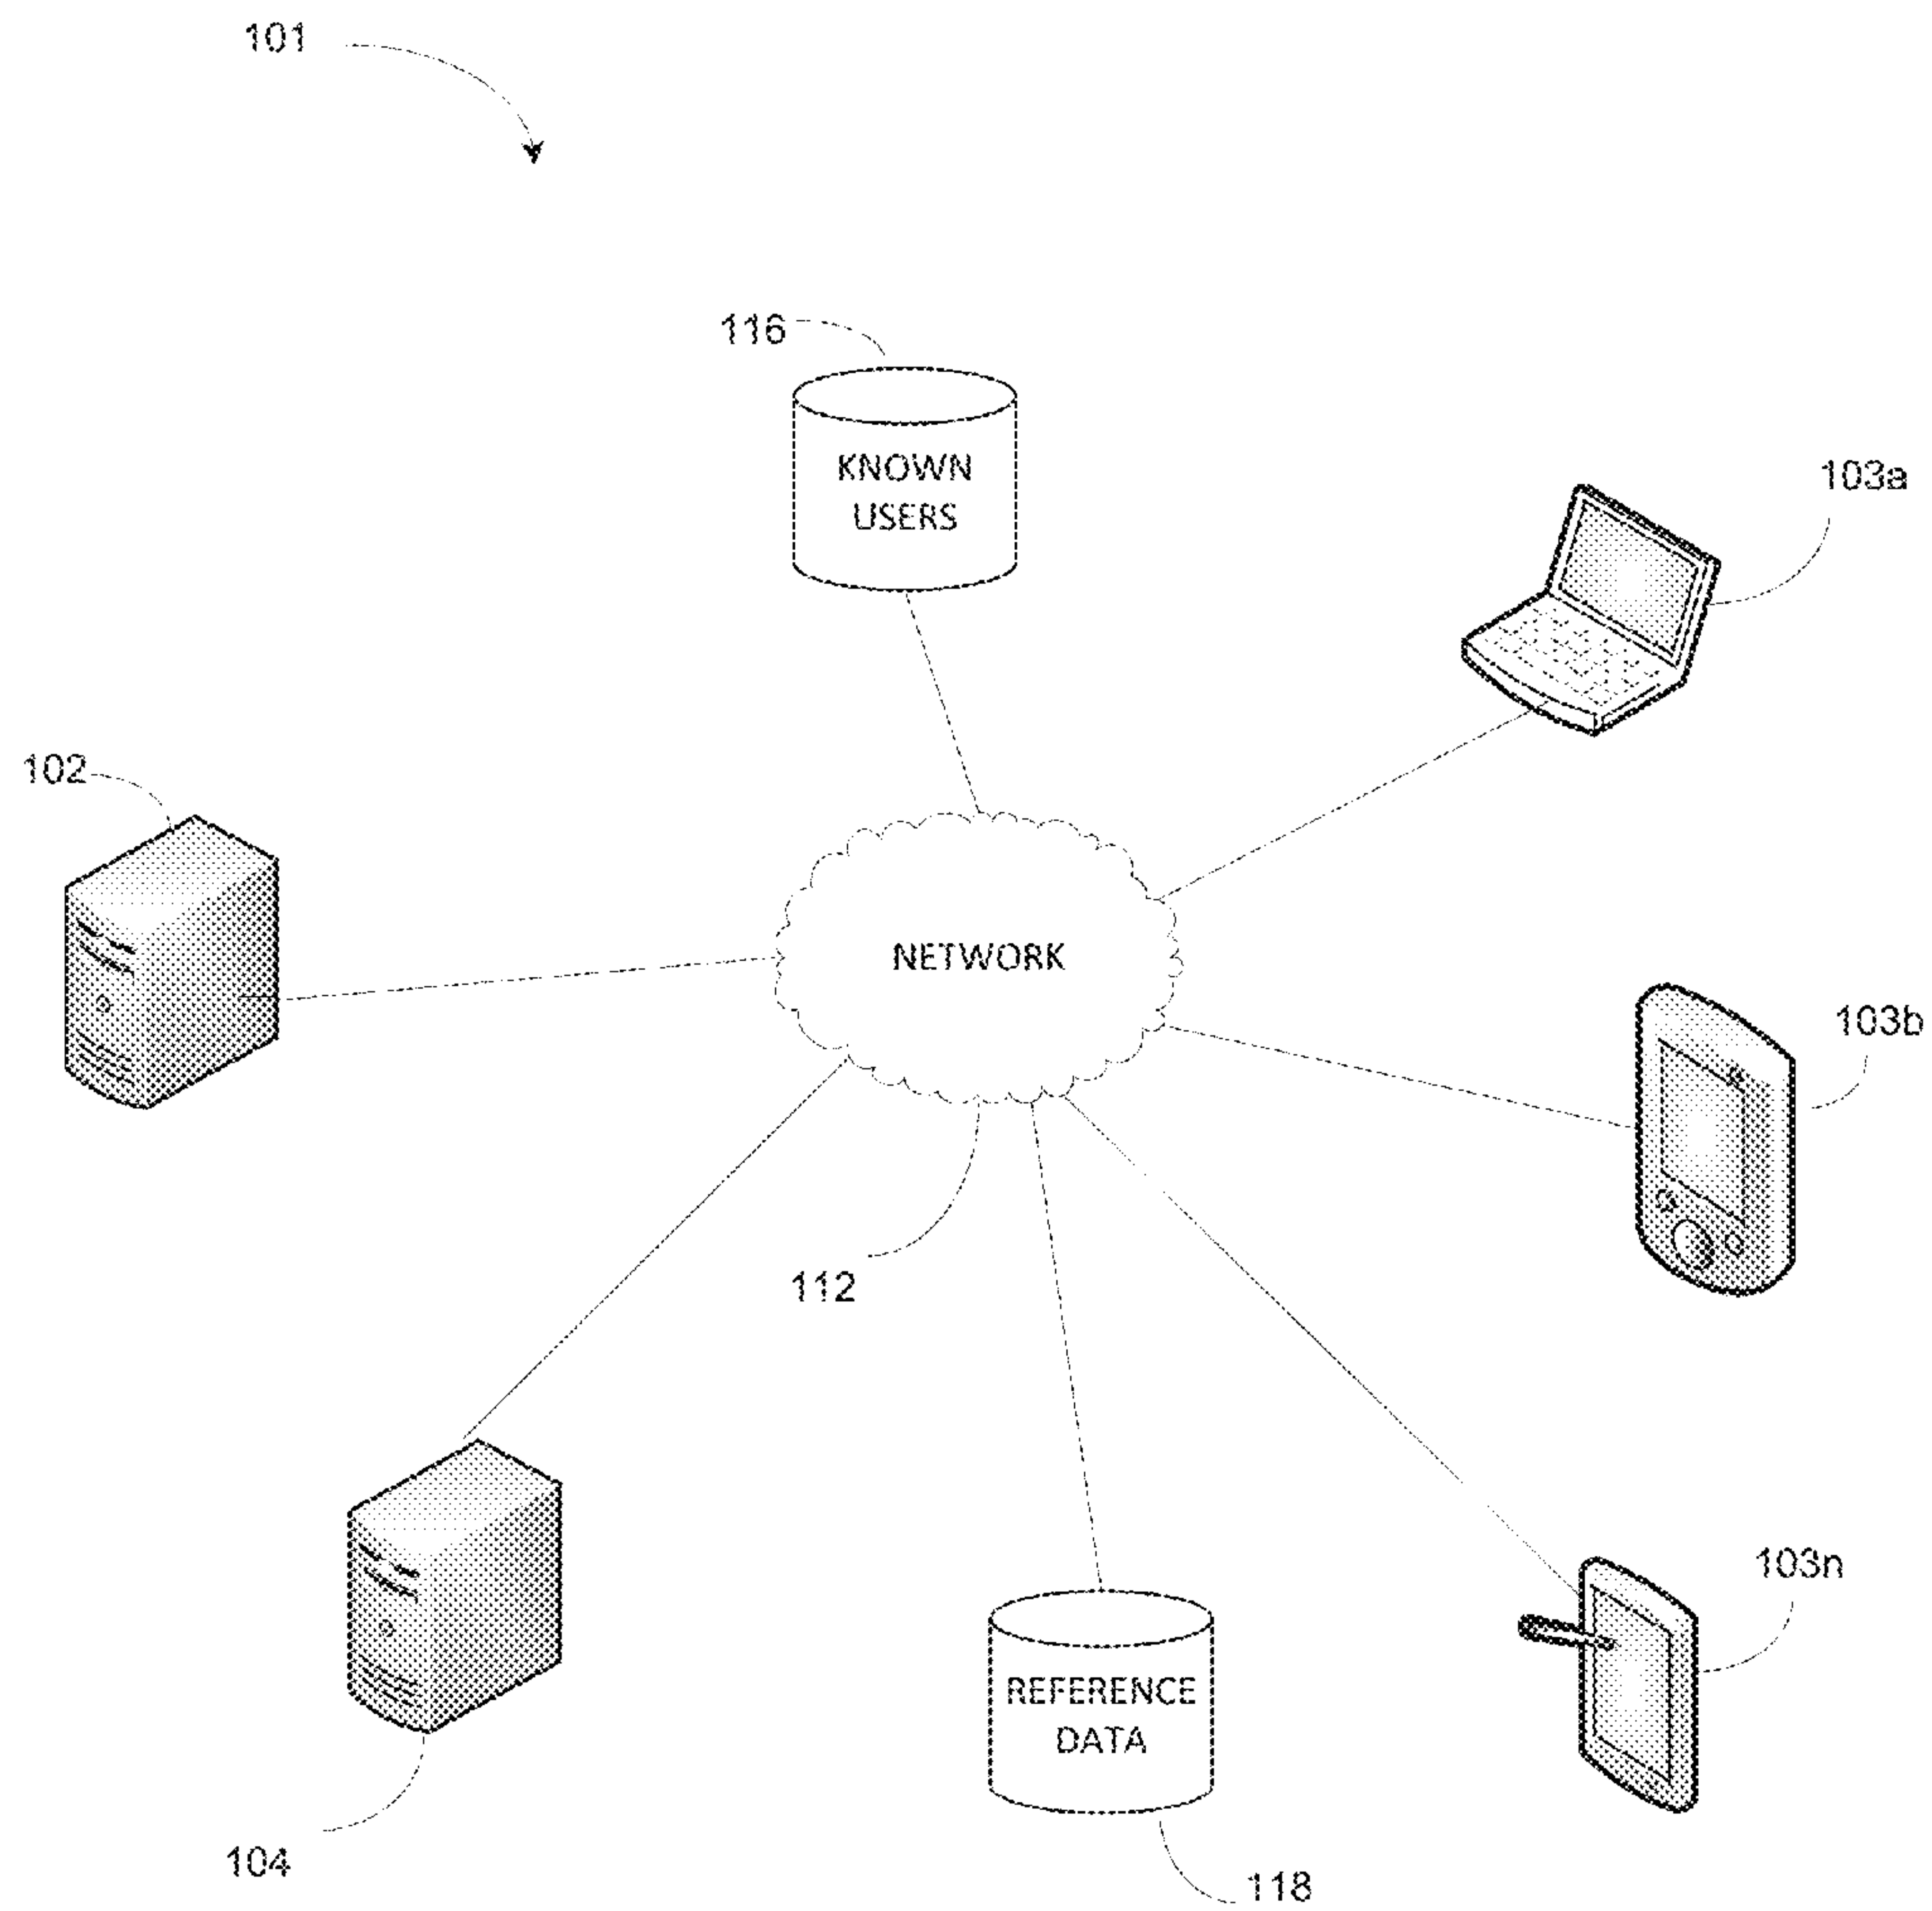 101
116
KNOWN
USERS
103a
102
NETWORK
103b
112
103n
REFERENCE
DATA
104
118